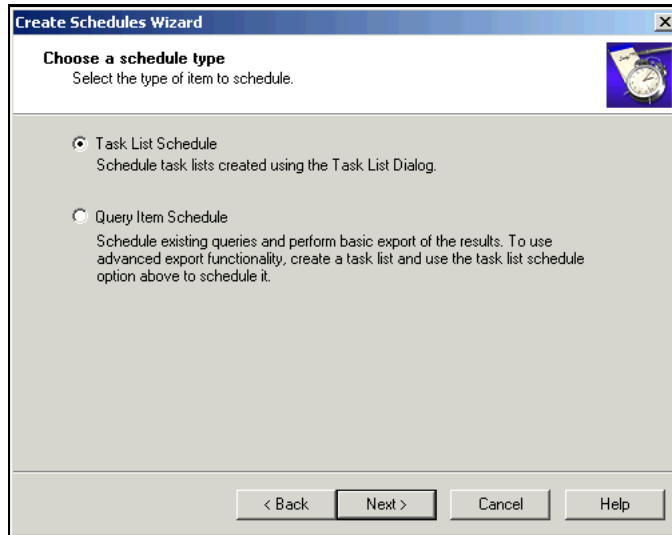 Create Schedules Wizard
Choose a schedule type
Select the type of item to schedule.
Task List Schedule
Schedule task lists created using the Task List Dialog.
Query Item Schedule
Schedule existing queries and perform basic export of the results. To use
advanced export functionality, create a task list and use the task list schedule
option above to schedule it.
< Back
Next >
Cancel
Help